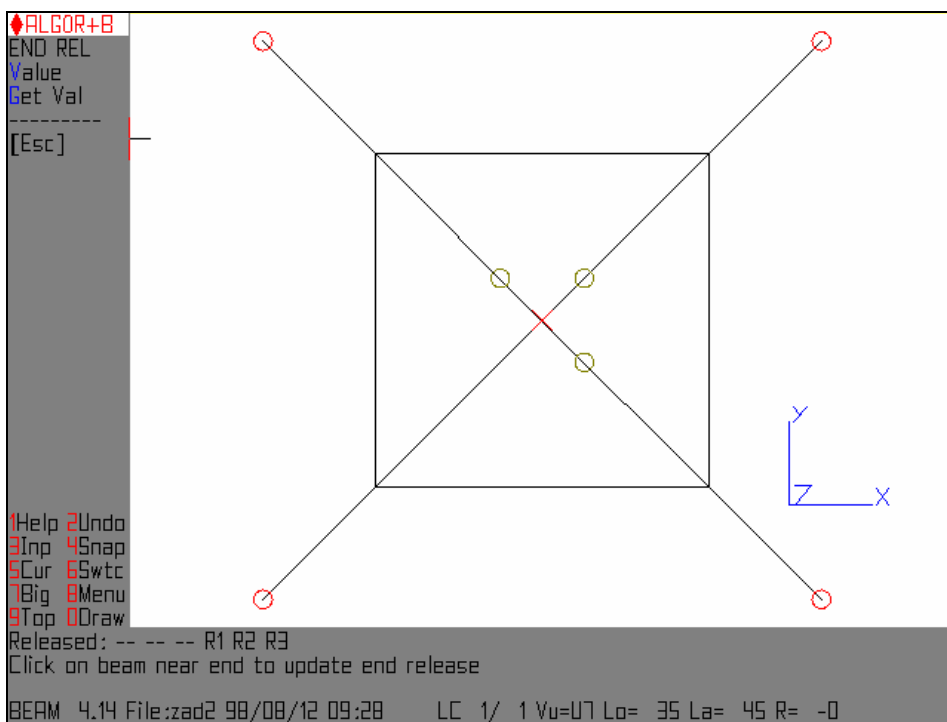 ALGOR+B
END REL
Value
Get Val
---------
[Esc]
Y
Z X
1Help 2Undo
3Inp 4Snap
5Cur 6Swtc
7Big 8Menu
9Top 0Draw
Released: -- -- -- R1 R2 R3
Click on beam near end to update end release
BEAM 4.14 File:zad2 98/08/12 09:28 LC 1/ 1 Vu=U7 Lo= 35 La= 45 R= -0